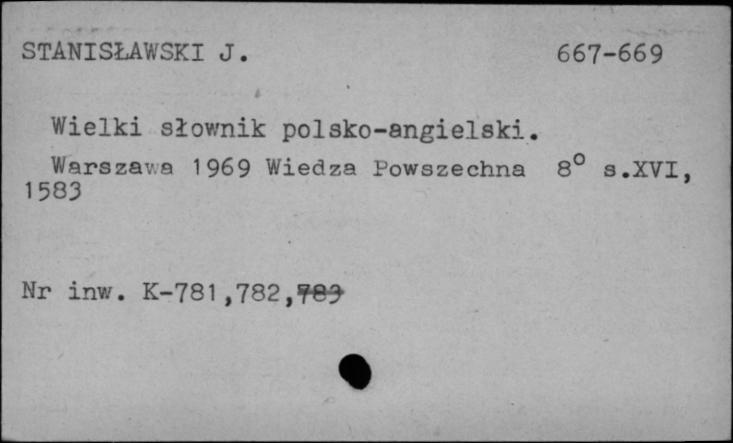 STANISŁAWSKI J. 667-669
Wielki słownik polsko-angielski.
Warszawa 1969 Wiedza Powszechna 8° s.XVI,
1583
Nr inw. K-781,782,783